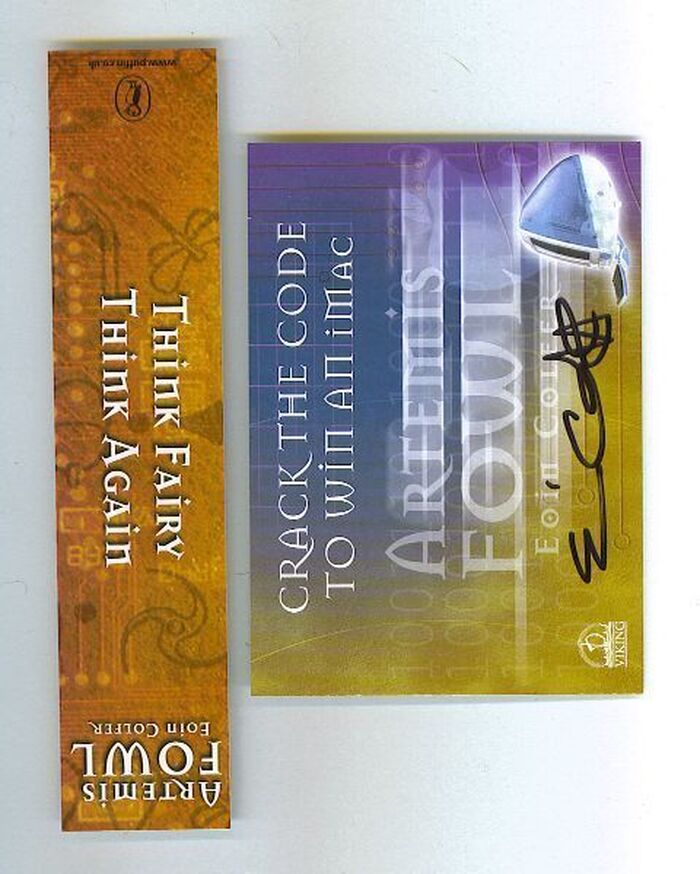 www.puffin.co.uk
THINK FAIRY
THINK AGAIN
ARTEMIS
FOWL
EOIN COLFER
CRACK THE CODE
TO WIN AN iMAC
ARTEMIS
FOWL
EOIN COLFER
VIKING